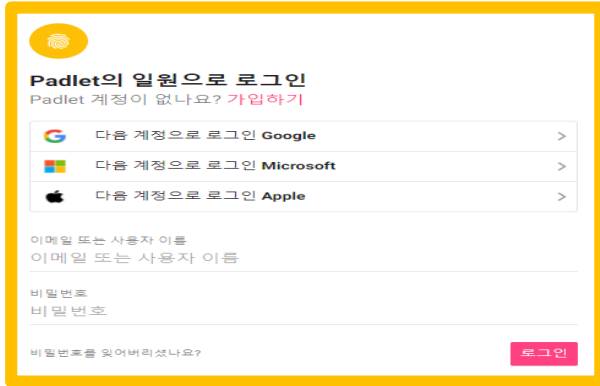 Padlet의 일원으로 로그인
Padlet 계정이 없나요? 가입하기
다음 계정으로 로그인 Google
다음 계정으로 로그인 Microsoft
다음 계정으로 로그인 Apple
이메일 또는 사용자 이름
이메일 또는 사용자 이름
비밀번호
비밀번호
비밀번호를 잊어버리셨나요? 로그인